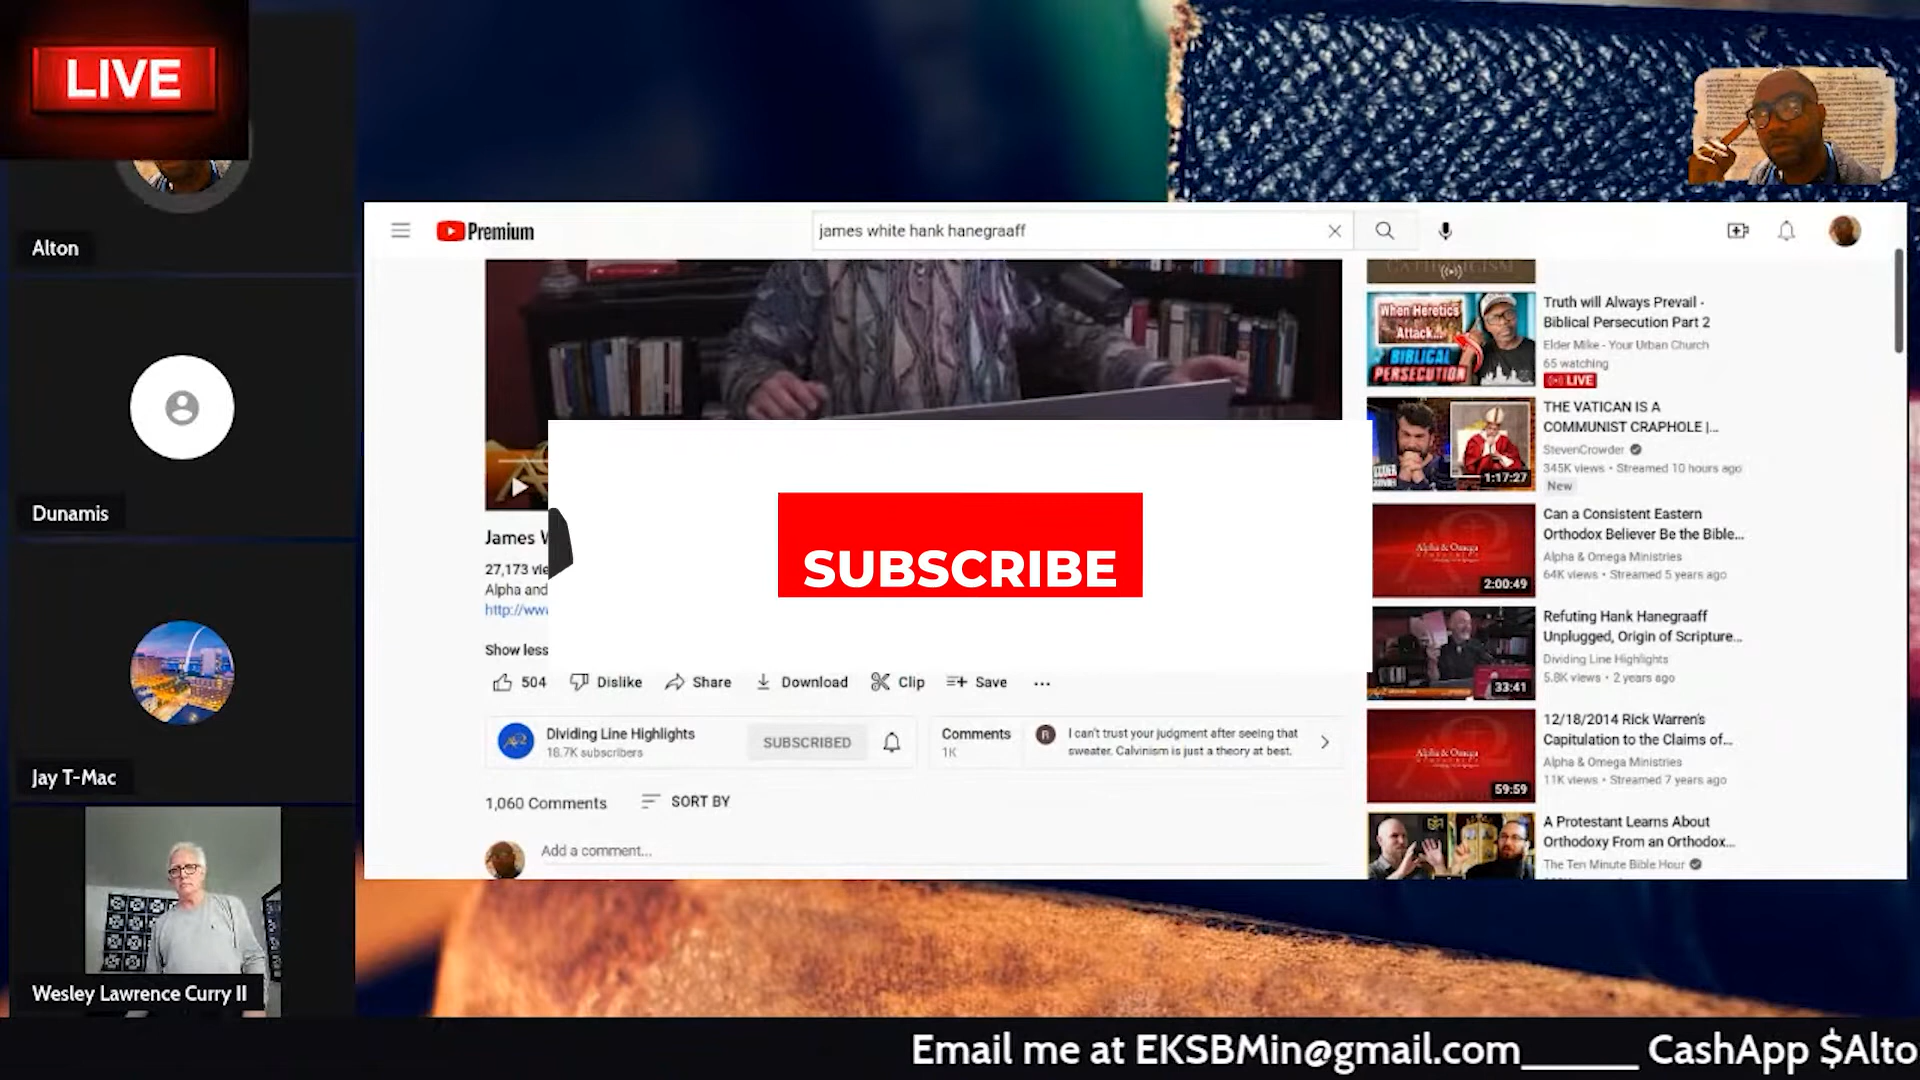 LIVE
Alton
Dunamis
Jay T-Mac
Wesley Lawrence Curry II
Premium
james white hank hanegraaff
James W
27,173 vie
Alpha and
http://www
Show less
SUBSCRIBE
504
Dislike
Share
Download
Clip
Save
Dividing Line Highlights
18.7K subscribers
SUBSCRIBED
Comments
1K
I can't trust your judgment after seeing that
sweater. Calvinism is just a theory at best.
1,060 Comments
SORT BY
Add a comment...
When Heretics
Attack...
BIBLICAL
PERSECUTION
Truth will Always Prevail -
Biblical Persecution Part 2
Elder Mike - Your Urban Church
65 watching
LIVE
1:17:27
THE VATICAN IS A
COMMUNIST CRAPHOLE |...
StevenCrowder
345K views • Streamed 10 hours ago
New
Alpha & Omega
2:00:49
Can a Consistent Eastern
Orthodox Believer Be the Bible...
Alpha & Omega Ministries
64K views • Streamed 5 years ago
33:41
Refuting Hank Hanegraaff
Unplugged, Origin of Scripture...
Dividing Line Highlights
5.8K views • 2 years ago
Alpha & Omega
59:59
12/18/2014 Rick Warren's
Capitulation to the Claims of...
Alpha & Omega Ministries
11K views • Streamed 7 years ago
A Protestant Learns About
Orthodoxy From an Orthodox...
The Ten Minute Bible Hour
Email me at EKSBMin@gmail.com______ CashApp $Alto